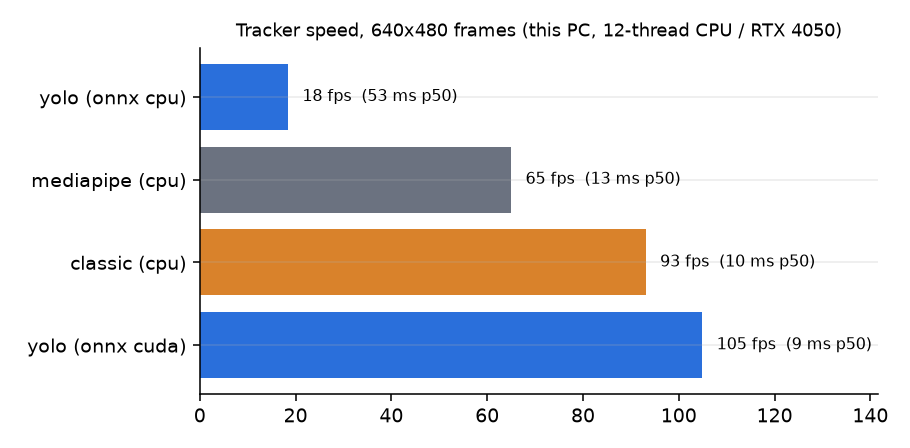 Tracker speed, 640x480 frames (this PC, 12-thread CPU / RTX 4050)
yolo (onnx cpu) 18 fps (53 ms p50)
mediapipe (cpu) 65 fps (13 ms p50)
classic (cpu) 93 fps (10 ms p50)
yolo (onnx cuda) 105 fps (9 ms p50)
0 20 40 60 80 100 120 140